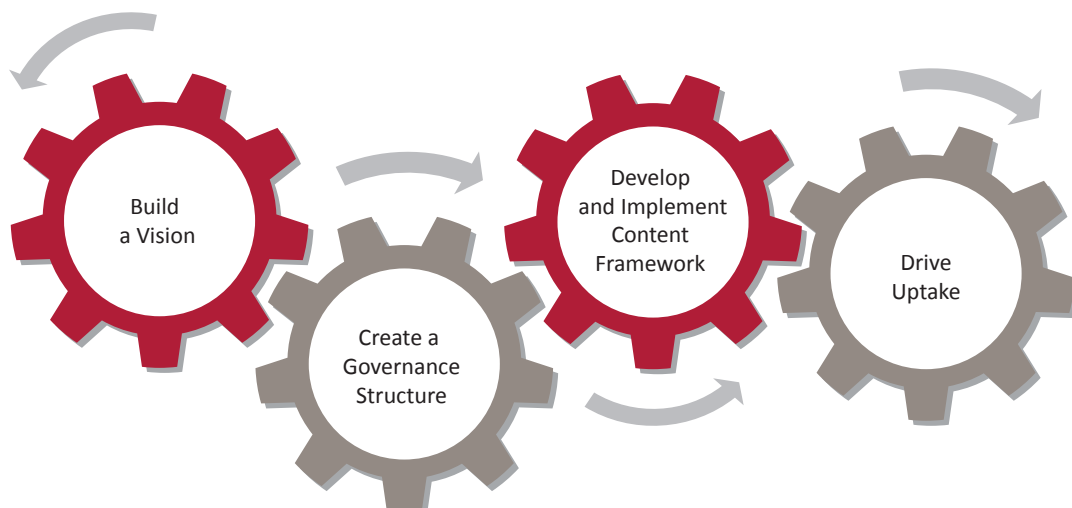 Build
a Vision
Create a
Governance
Structure
Develop
and Implement
Content
Framework
Drive
Uptake